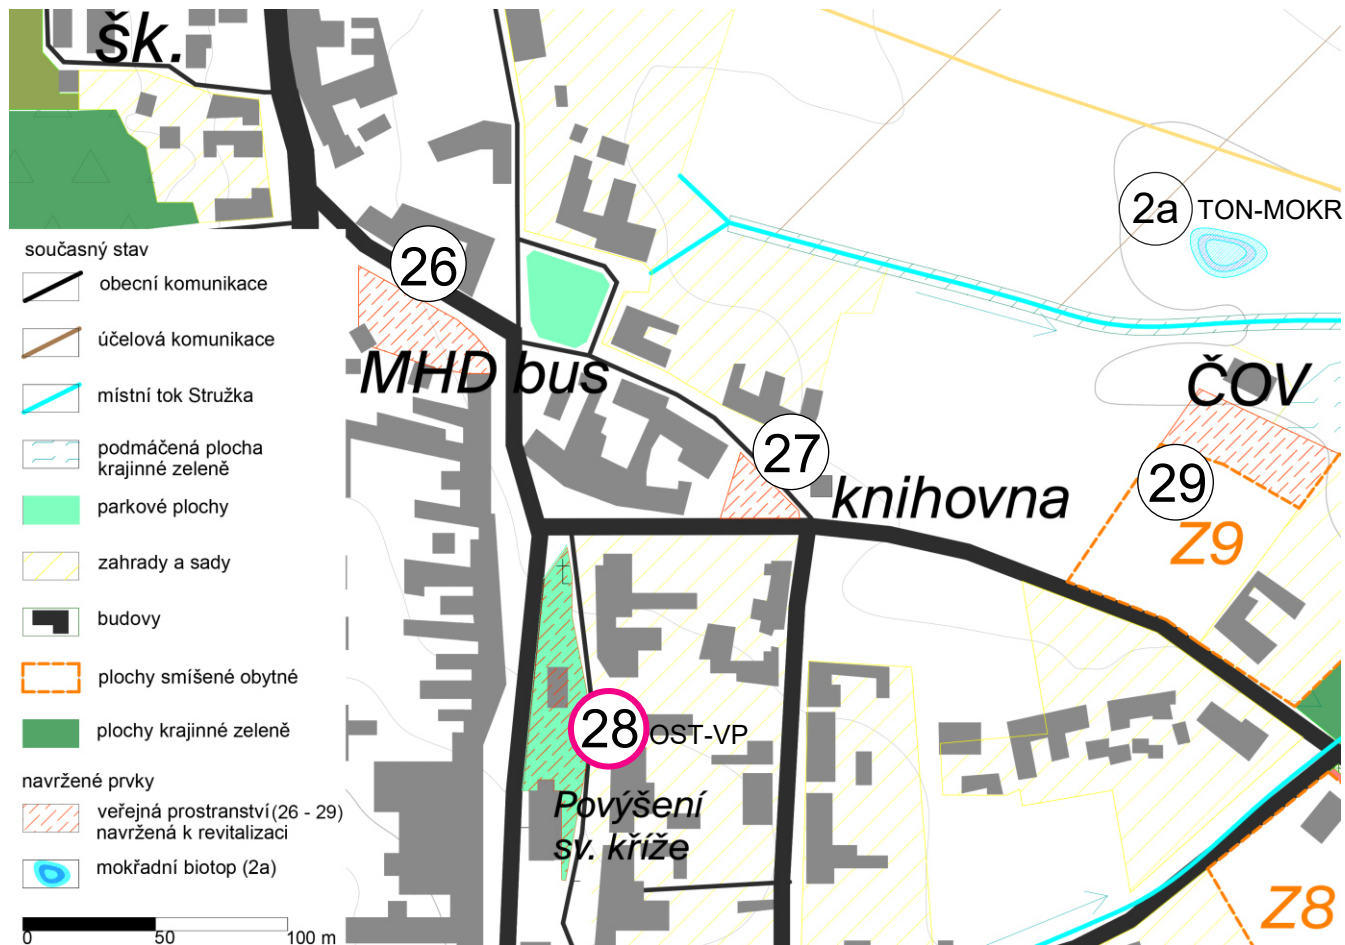 šk.
2a TON-MOKR
26
MHD bus
ČOV
27
knihovna
29
Z9
28 OST-VP
Povýšení
sv. kříže
Z8
současný stav
obecní komunikace
účelová komunikace
místní tok Stružka
podmáčená plocha
krajinné zeleně
parkové plochy
zahrady a sady
budovy
plochy smíšené obytné
plochy krajinné zeleně
navržené prvky
veřejná prostranství (26 - 29)
navržená k revitalizaci
mokřadní biotop (2a)
0 50 100 m